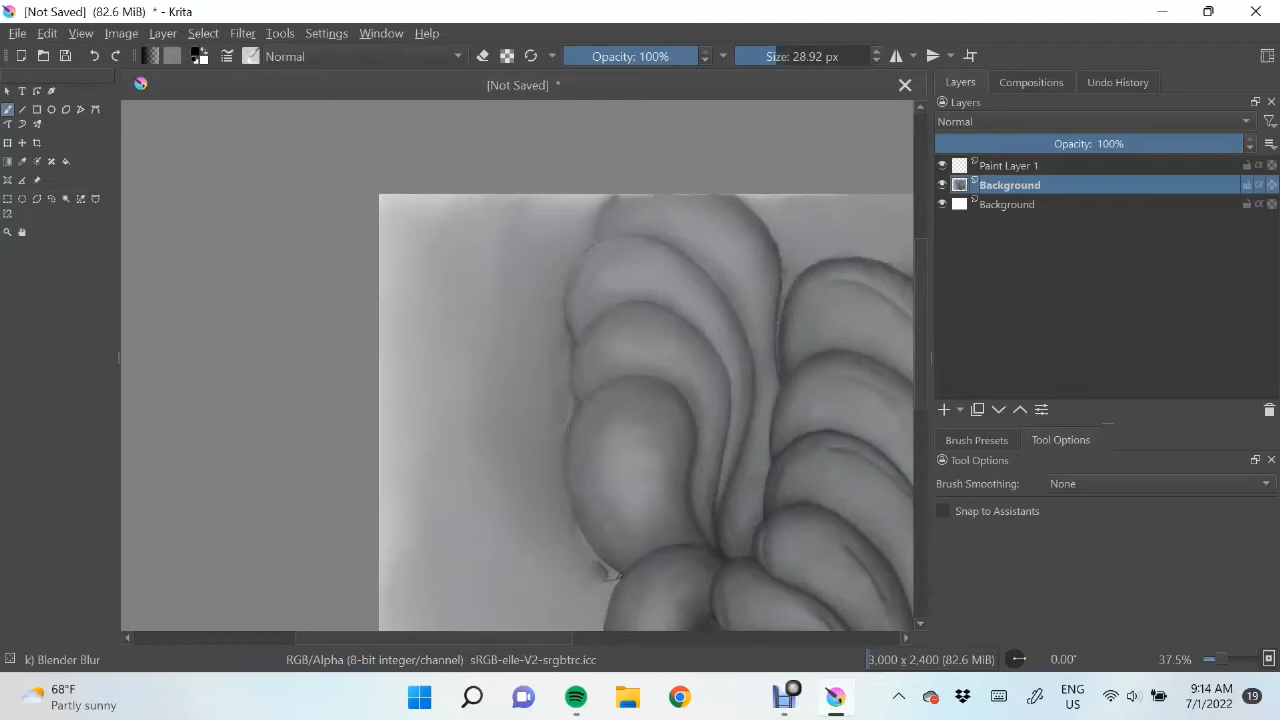 [Not Saved] (82.6 MiB) * - Krita
File Edit View Image Layer Select Filter Tools Settings Window Help
Normal
Opacity: 100%
Size: 28.92 px
[Not Saved] *
Layers Compositions Undo History
Layers
Normal
Opacity: 100%
Paint Layer 1
Background
Background
Brush Presets Tool Options
Tool Options
Brush Smoothing: None
Snap to Assistants
k) Blender Blur RGB/Alpha (8-bit integer/channel) sRGB-elle-V2-srgbtrc.icc 3,000 x 2,400 (82.6 MiB) 0.00° 37.5%
68°F
Partly sunny
ENG
US
9:14 AM
7/1/2022
19